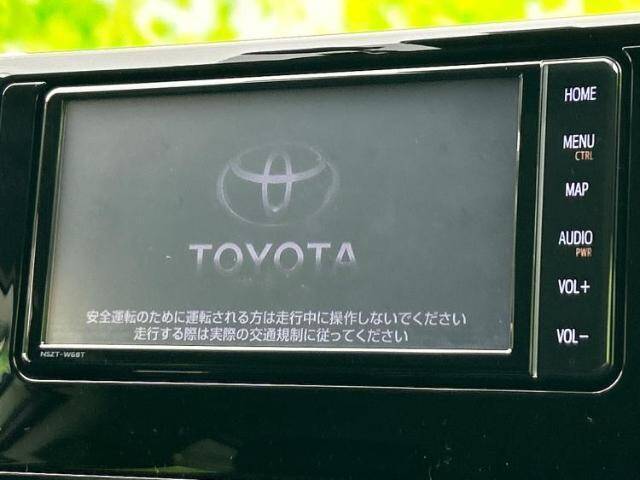 HOME
MENU
CTRL
MAP
AUDIO
PWR
VOL+
VOL−
TOYOTA
安全運転のために運転される方は走行中に操作しないでください
走行する際は実際の交通規制に従ってください
NSZT-W68T